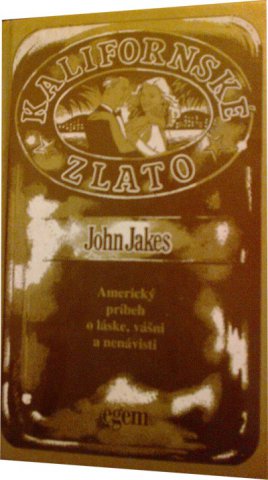 KALIFORNSKÉ
ZLATO
John Jakes
Americký
príbeh
o láske, vášni
a nenávisti
egem